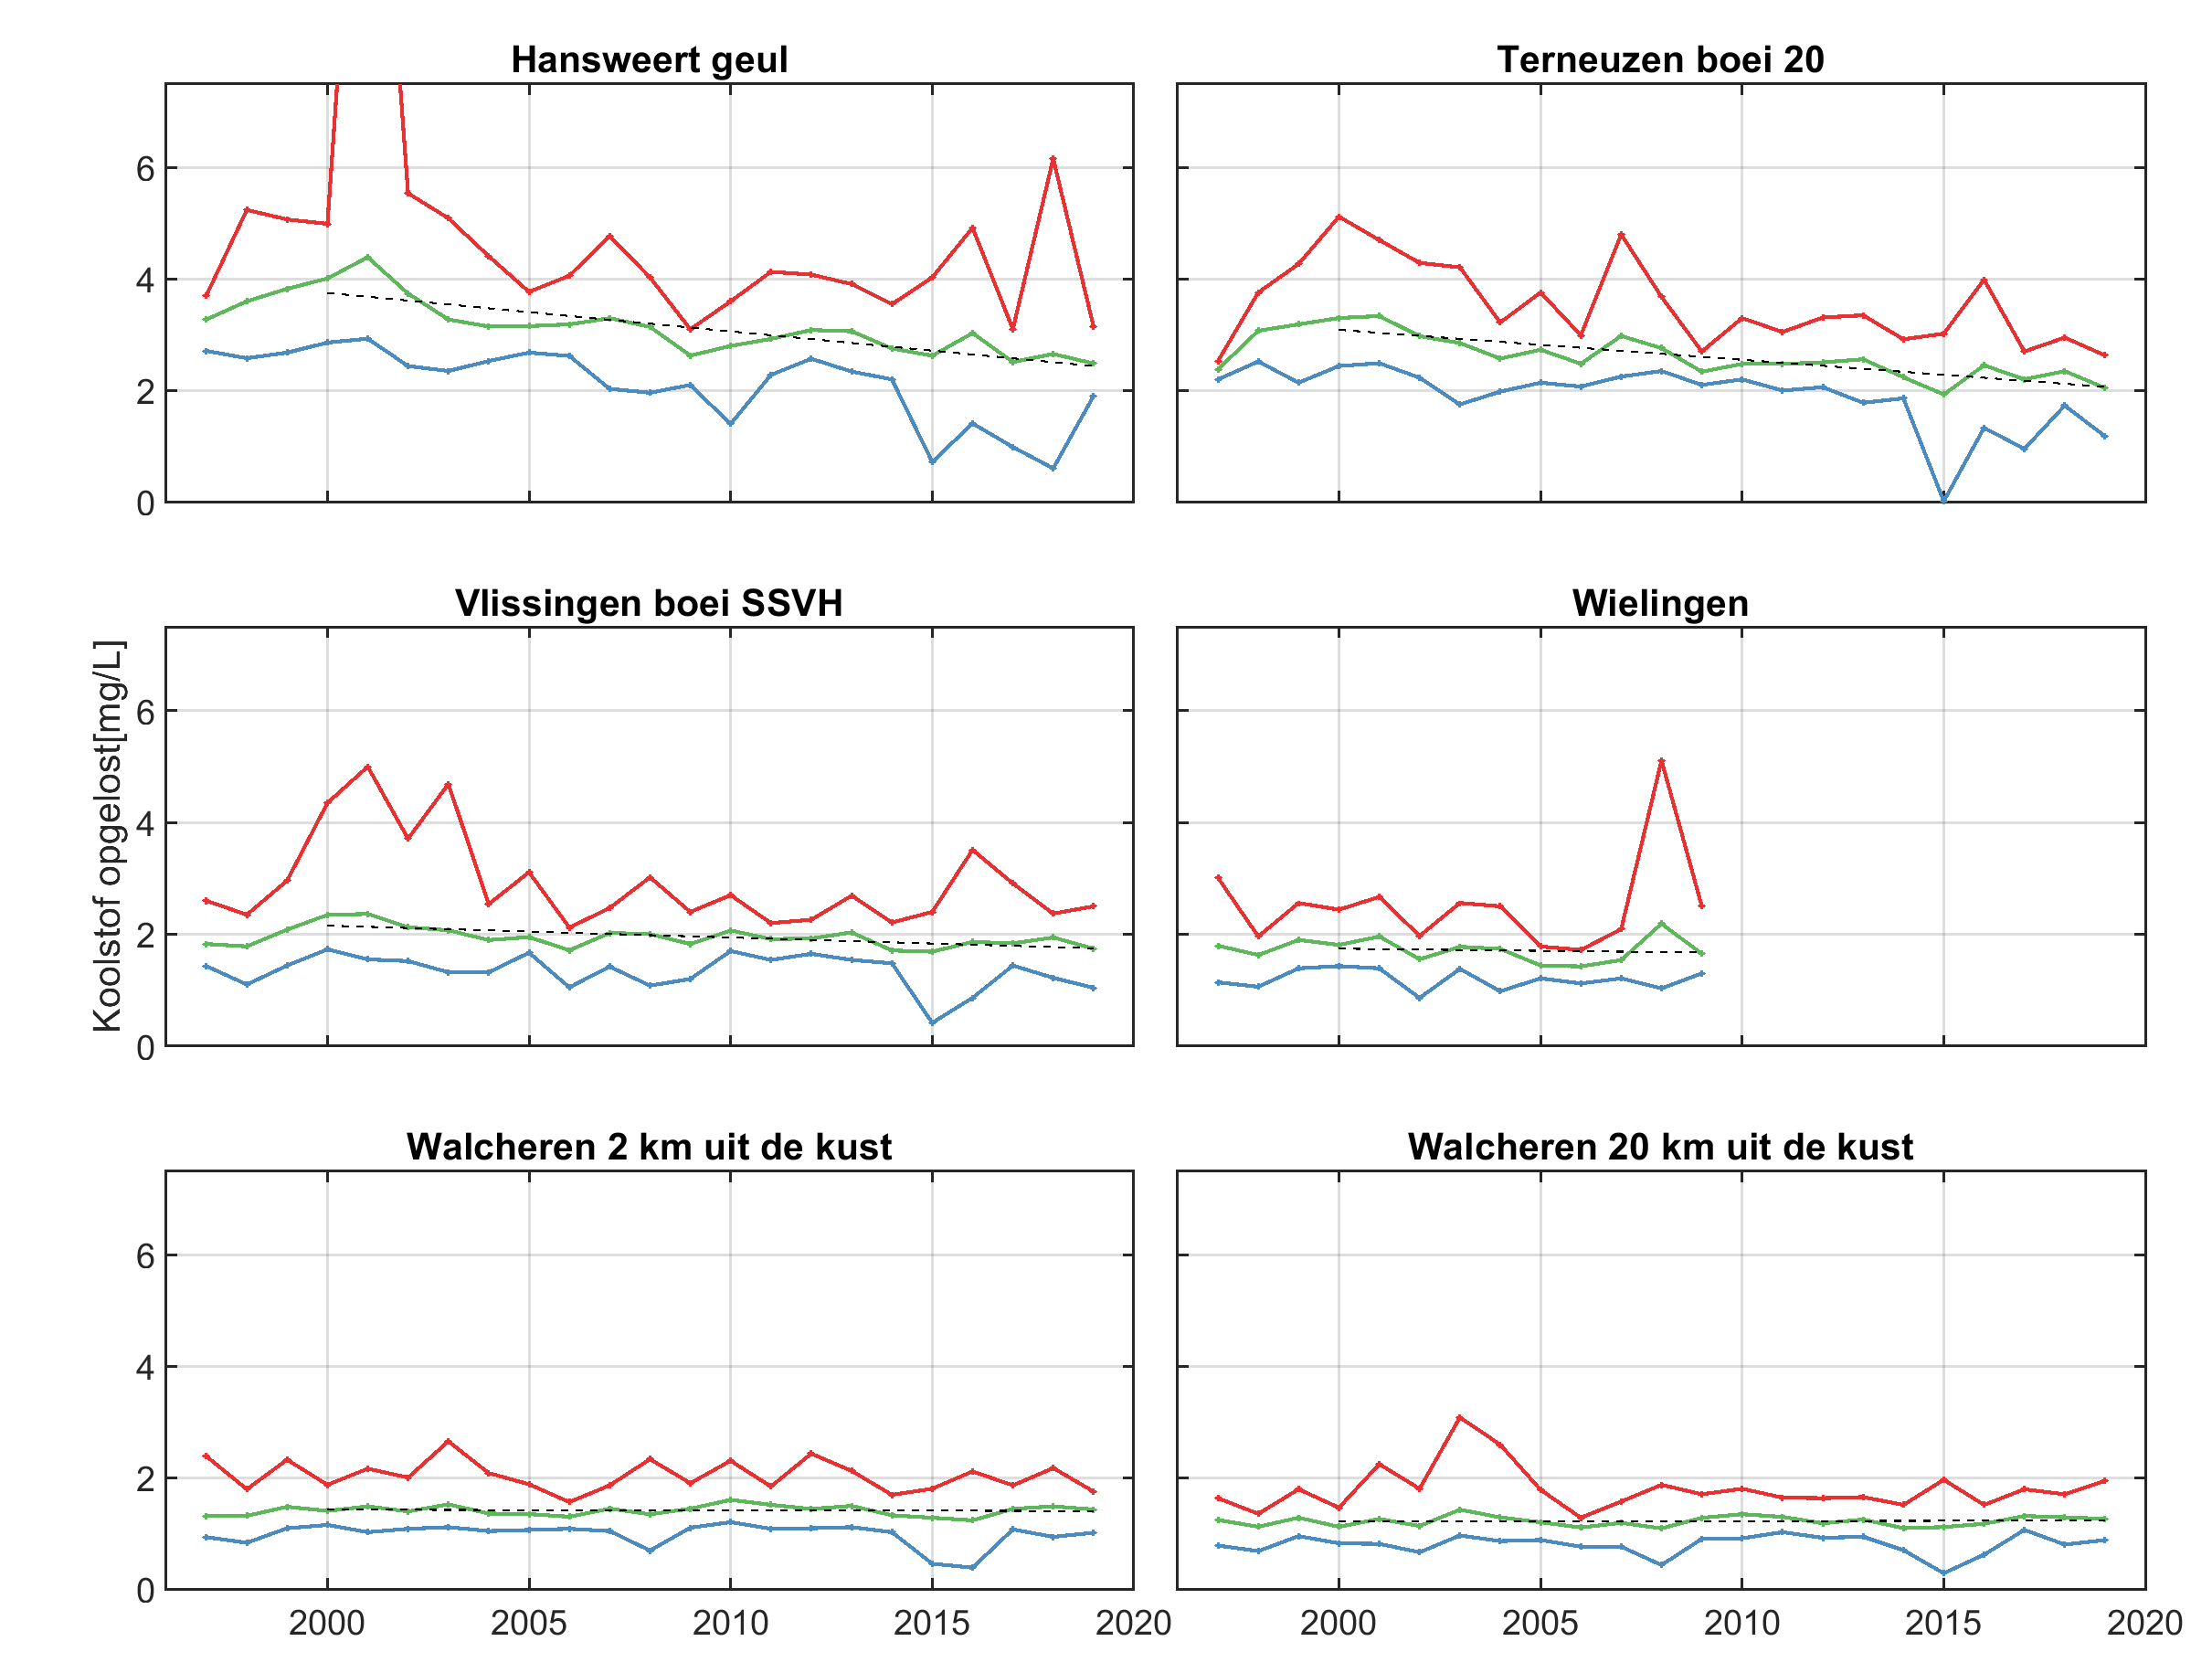 Hansweert geul
Terneuzen boei 20
6
4
2
0
Vlissingen boei SSVH
Wielingen
Koolstof opgelost[mg/L]
6
4
2
0
Walcheren 2 km uit de kust
Walcheren 20 km uit de kust
6
4
2
0
2000 2005 2010 2015 2020
2000 2005 2010 2015 2020